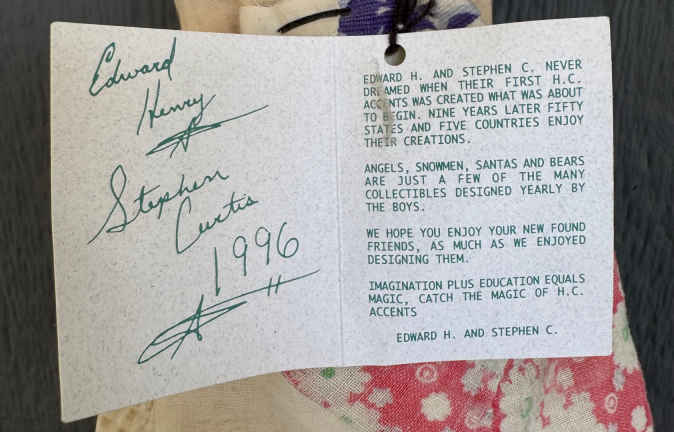 Edward
Henry
Stephen
Curtis
1996
EDWARD H. AND STEPHEN C. NEVER
DREAMED WHEN THEIR FIRST H.C.
ACCENTS WAS CREATED WHAT WAS ABOUT
TO BEGIN. NINE YEARS LATER FIFTY
STATES AND FIVE COUNTRIES ENJOY
THEIR CREATIONS.
ANGELS, SNOWMEN, SANTAS AND BEARS
ARE JUST A FEW OF THE MANY
COLLECTIBLES DESIGNED YEARLY BY
THE BOYS.
WE HOPE YOU ENJOY YOUR NEW FOUND
FRIENDS, AS MUCH AS WE ENJOYED
DESIGNING THEM.
IMAGINATION PLUS EDUCATION EQUALS
MAGIC, CATCH THE MAGIC OF H.C.
ACCENTS
EDWARD H. AND STEPHEN C.